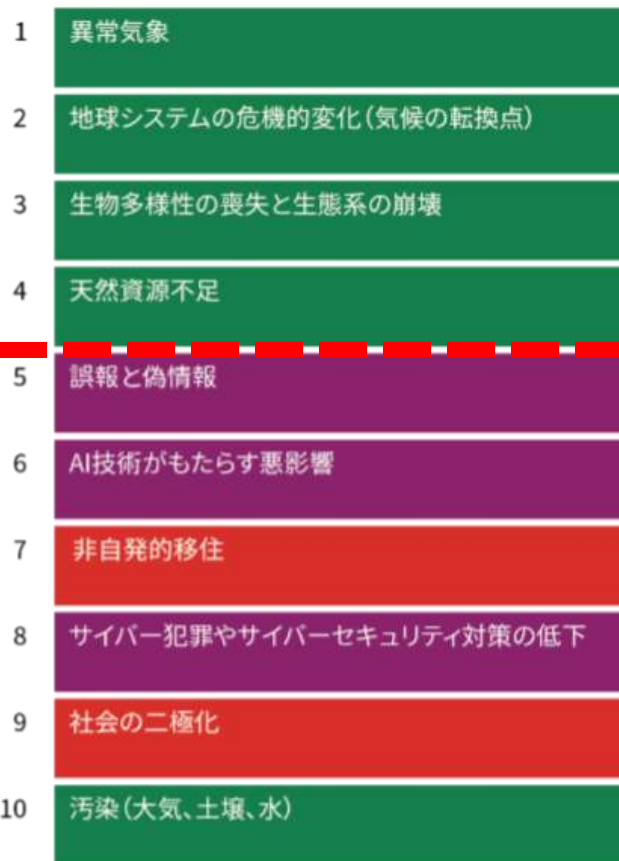 1 異常気象
2 地球システムの危機的変化（気候の転換点）
3 生物多様性の喪失と生態系の崩壊
4 天然資源不足
5 誤報と偽情報
6 AI技術がもたらす悪影響
7 非自発的移住
8 サイバー犯罪やサイバーセキュリティ対策の低下
9 社会の二極化
10 汚染（大気、土壌、水）